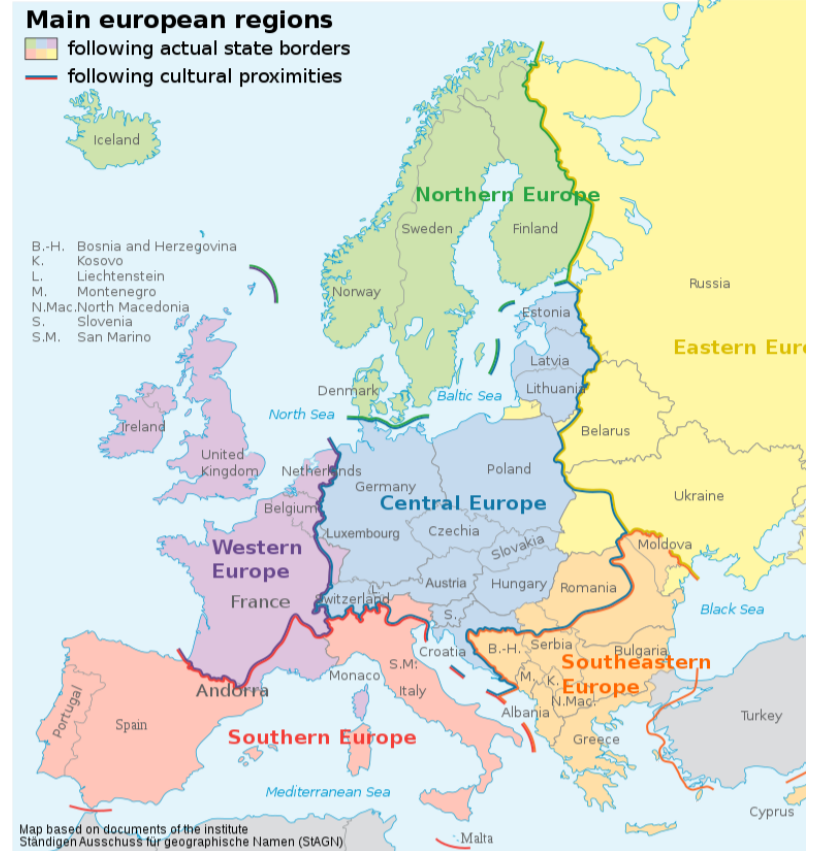 Main european regions
following actual state borders
following cultural proximities
Iceland
Northern Europe
Sweden
Finland
B.-H. Bosnia and Herzegovina
K. Kosovo
L. Liechtenstein
M. Montenegro
N.Mac. North Macedonia
S. Slovenia
S.M. San Marino
Norway
Russia
Estonia
Eastern Euro
Latvia
Lithuania
Denmark
Baltic Sea
North Sea
Belarus
Ireland
United
Kingdom
Netherlands
Germany
Poland
Central Europe
Ukraine
Belgium
Luxembourg
Czechia
Slovakia
Moldova
Western
Europe
France
L.
Switzerland
Austria
Hungary
Romania
Black Sea
S.
Croatia
B.-H.
Serbia
Bulgaria
Southeastern
Europe
Monaco
S.M:
Italy
M.
K.
Andorra
N.Mac.
Albania
Portugal
Spain
Southern Europe
Greece
Turkey
Mediterranean Sea
Cyprus
Malta
Map based on documents of the institute
Ständigen Ausschuss für geographische Namen (StAGN)